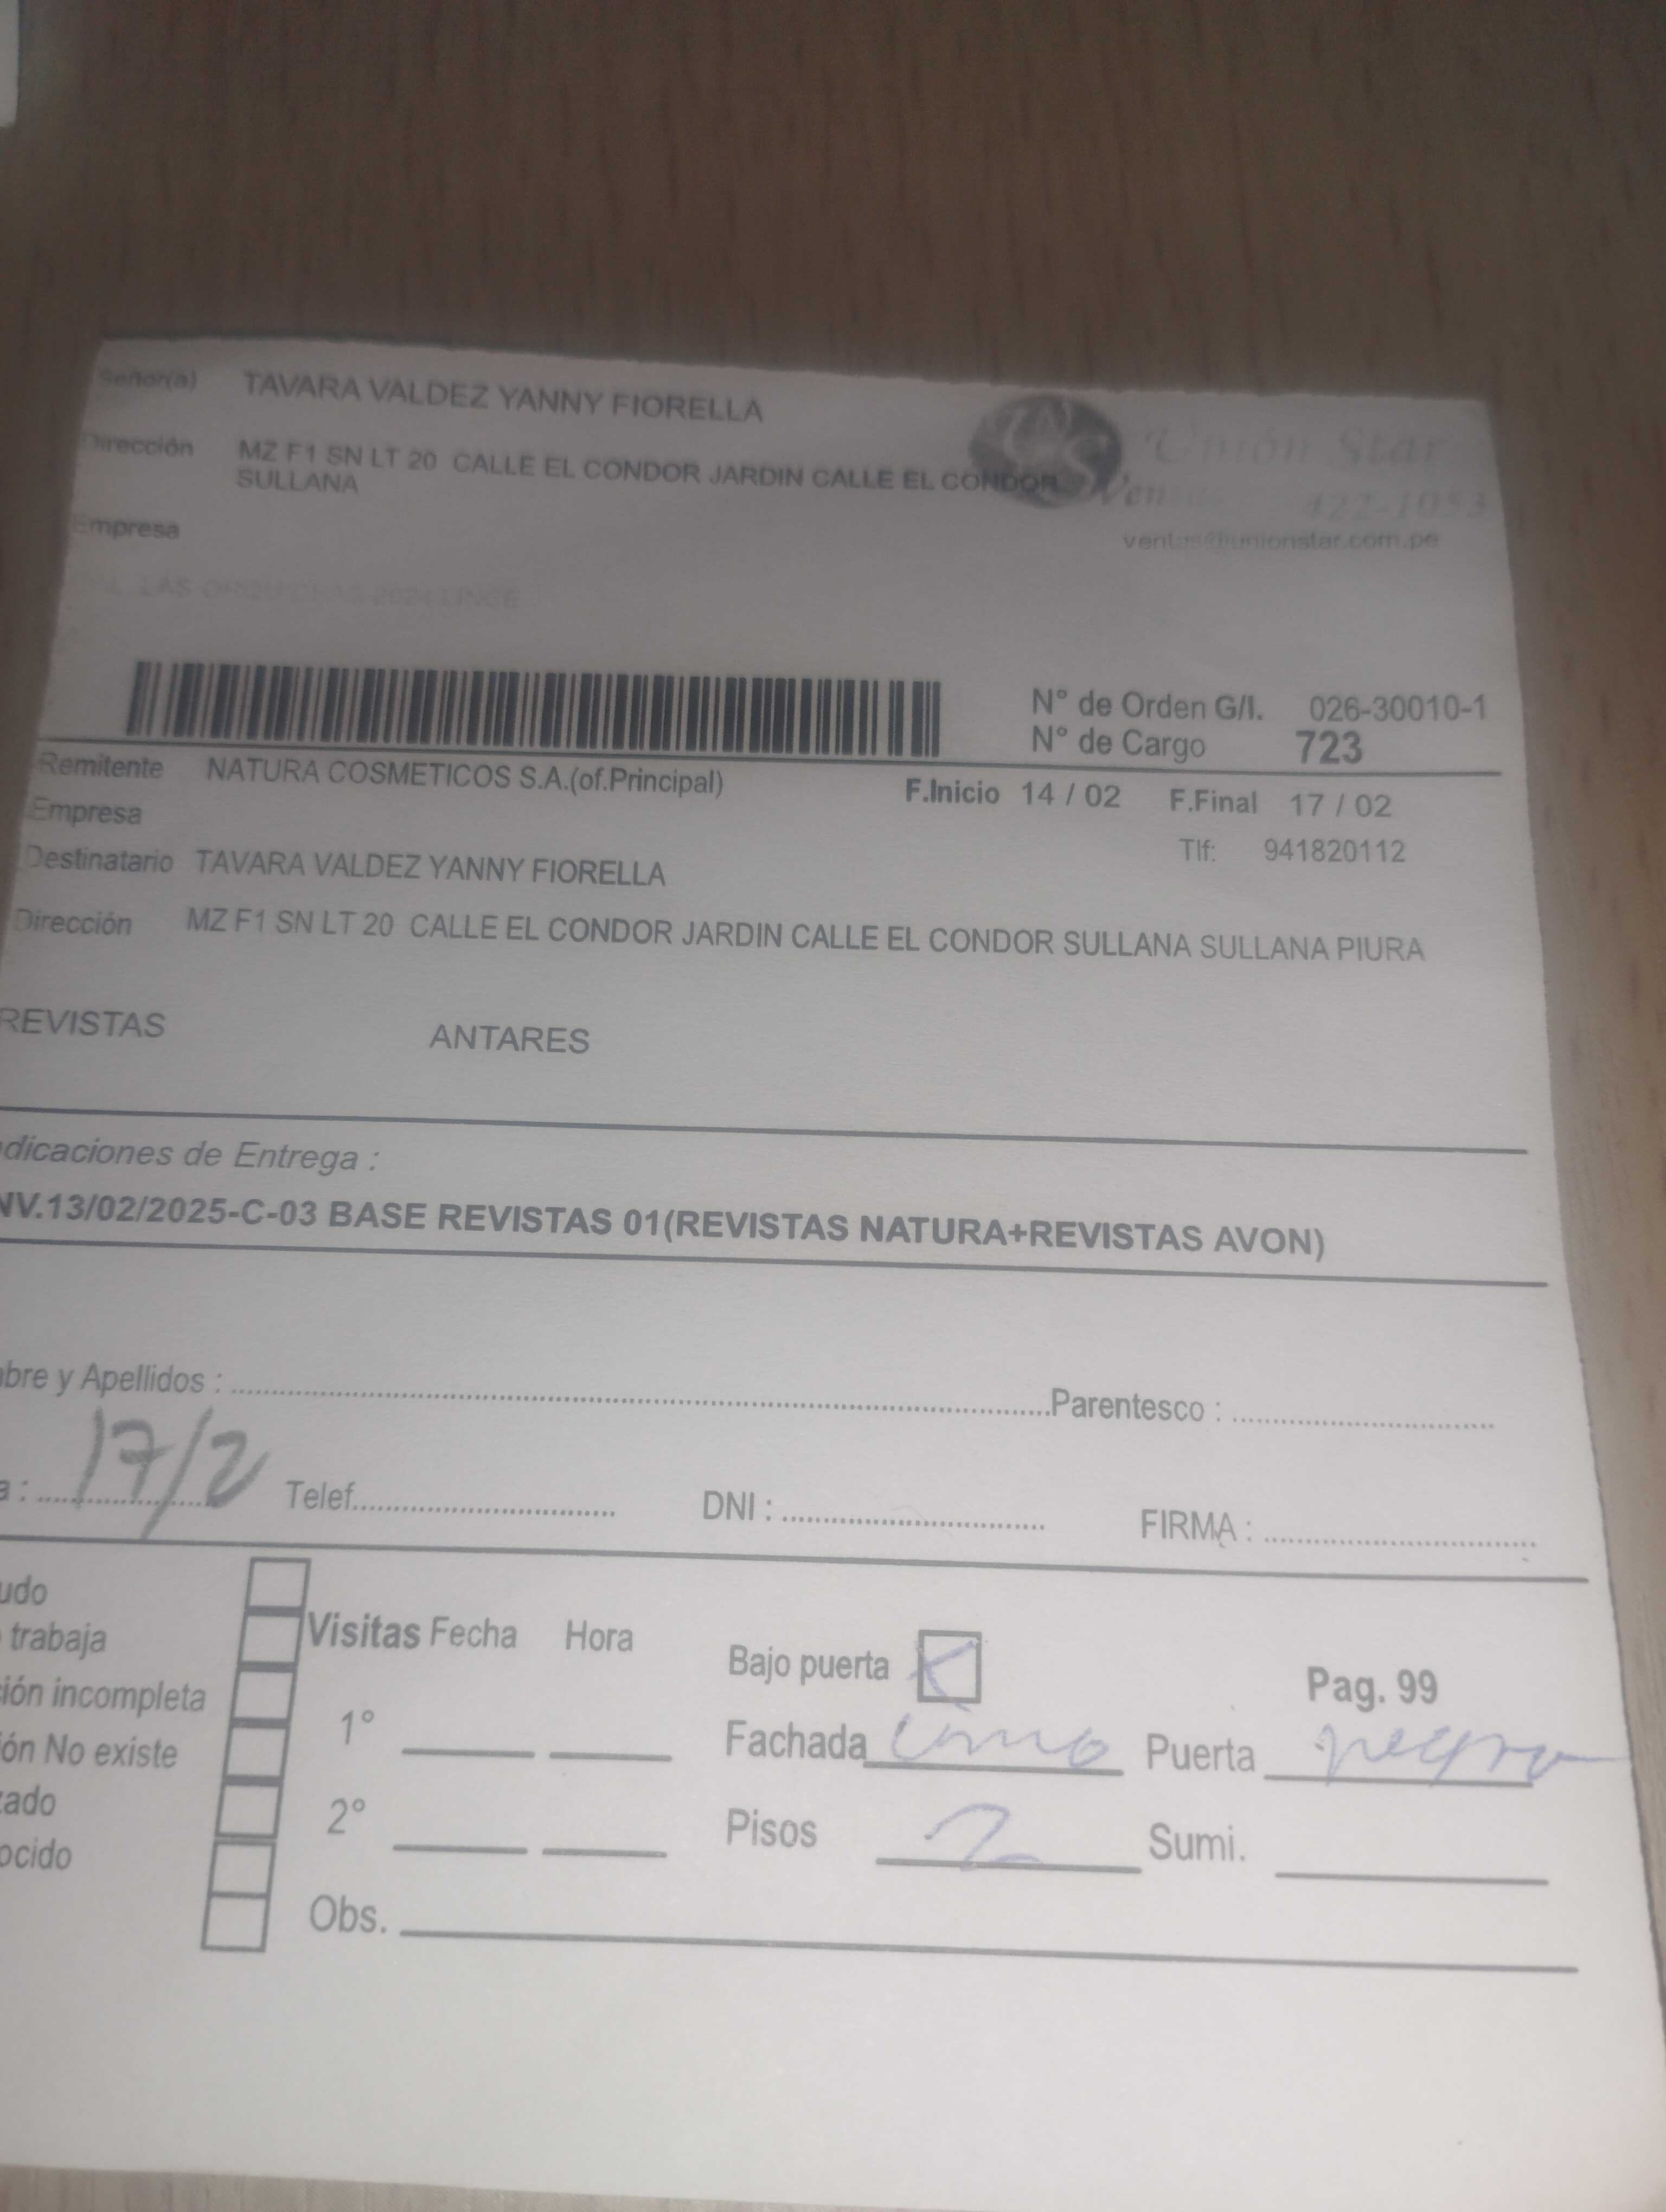 Señor(a) TAVARA VALDEZ YANNY FIORELLA
Dirección MZ F1 SN LT 20 CALLE EL CONDOR JARDIN CALLE EL CONDOR
SULLANA
Unión Star
422-1053
ventas@unionstar.com.pe
Empresa
N° de Orden G/I. 026-30010-1
N° de Cargo 723
Remitente NATURA COSMETICOS S.A.(of.Principal) F.Inicio 14 / 02 F.Final 17 / 02
Empresa
Tlf: 941820112
Destinatario TAVARA VALDEZ YANNY FIORELLA
Dirección MZ F1 SN LT 20 CALLE EL CONDOR JARDIN CALLE EL CONDOR SULLANA SULLANA PIURA
REVISTAS ANTARES
dicaciones de Entrega :
NV.13/02/2025-C-03 BASE REVISTAS 01(REVISTAS NATURA+REVISTAS AVON)
bre y Apellidos : Parentesco :
a : 17/2 Telef. DNI : FIRMA :
udo
trabaja
ión incompleta
ón No existe
ado
ocido
Visitas Fecha Hora
1°
2°
Obs.
Bajo puerta
Pag. 99
Fachada Puerta negro
Pisos 2 Sumi.